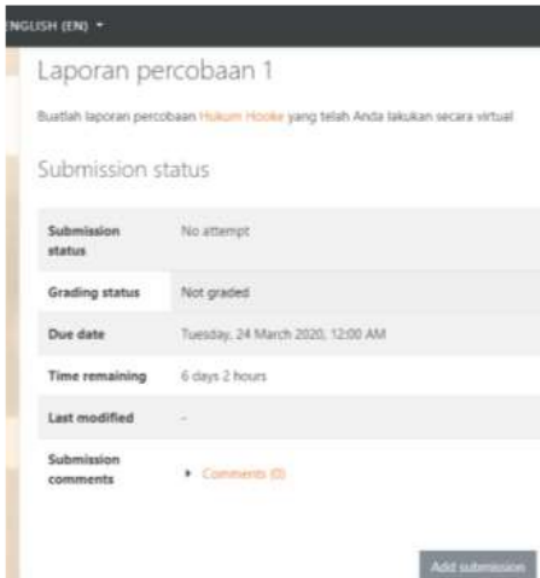 ENGLISH (EN)
Laporan percobaan 1
Buatlah laporan percobaan Hukum Hooke yang telah Anda lakukan secara virtual
Submission status
Submission status No attempt
Grading status Not graded
Due date Tuesday, 24 March 2020, 12:00 AM
Time remaining 6 days 2 hours
Last modified -
Submission comments Comments (0)
Add submission